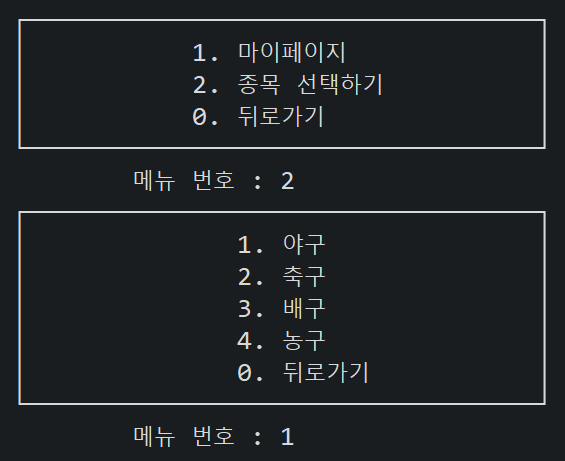 1. 마이페이지
2. 종목 선택하기
0. 뒤로가기
메뉴 번호 : 2
1. 야구
2. 축구
3. 배구
4. 농구
0. 뒤로가기
메뉴 번호 : 1